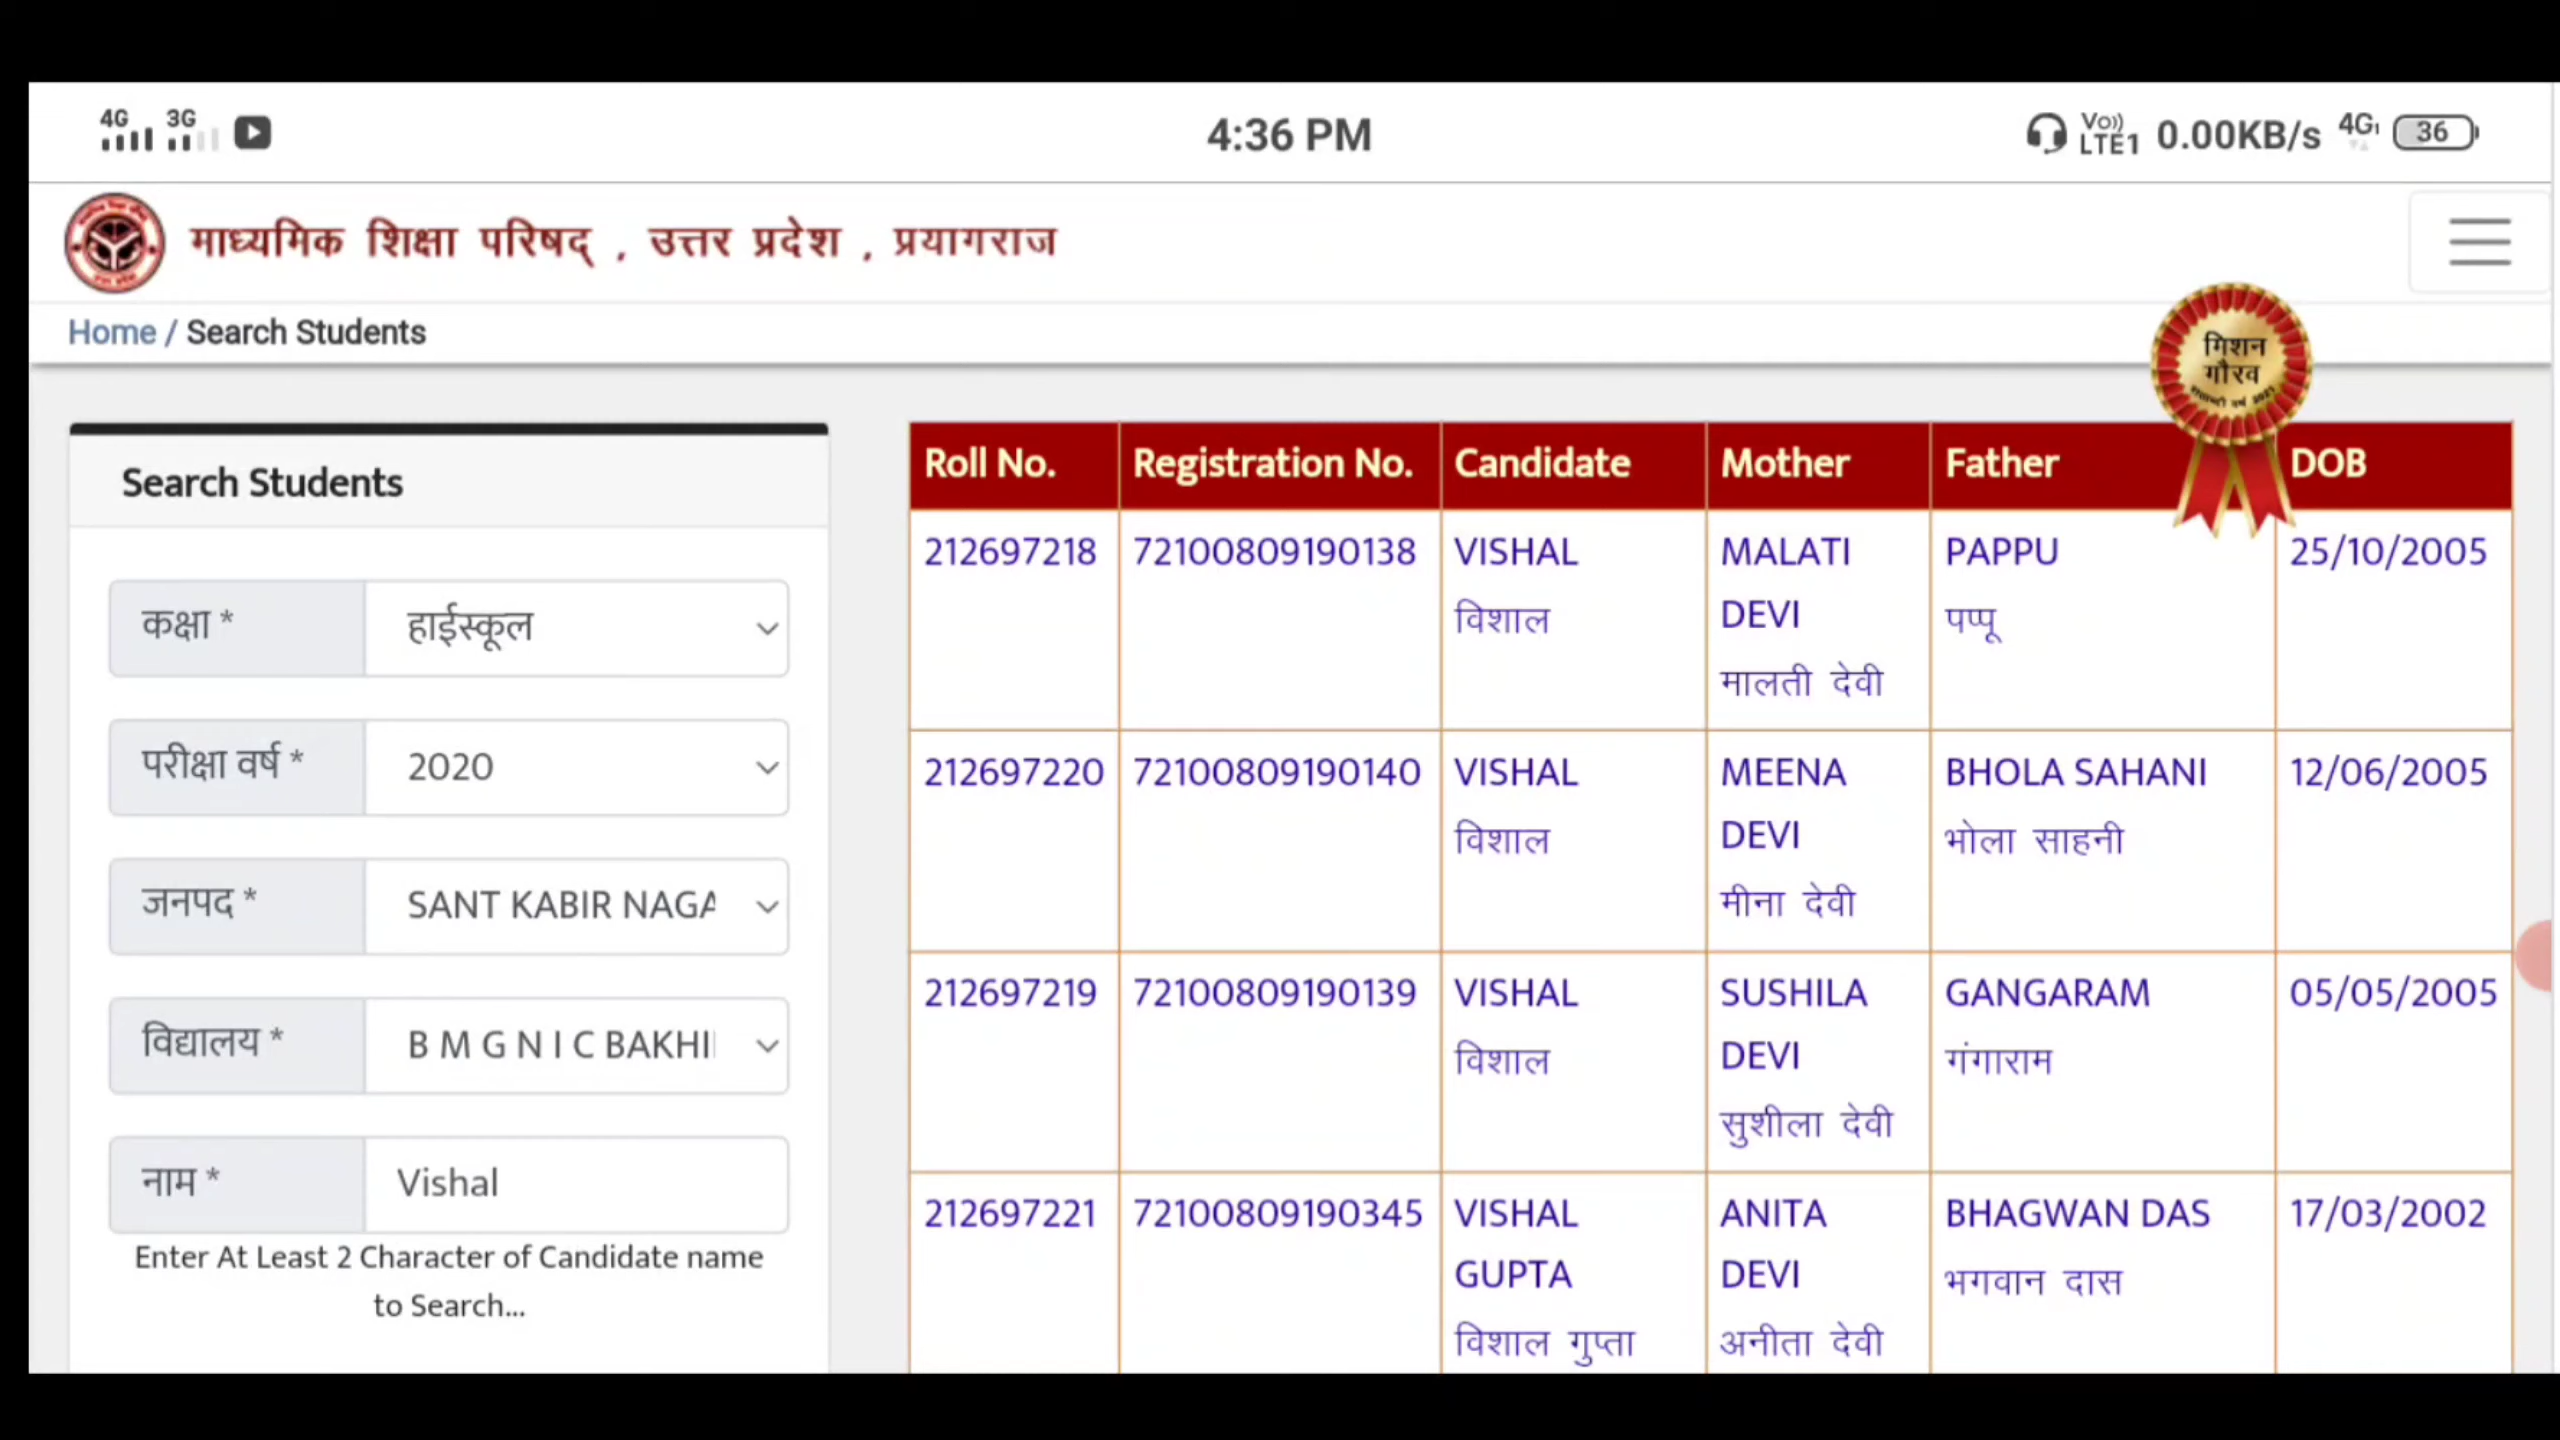 4G 3G 4:36 PM Vo)) LTE1 0.00KB/s 4G 36
माध्यमिक शिक्षा परिषद् , उत्तर प्रदेश , प्रयागराज
Home / Search Students
मिशन
गौरव
Search Students
कक्षा * हाईस्कूल
परीक्षा वर्ष * 2020
जनपद * SANT KABIR NAGA
विद्यालय * B M G N I C BAKHI
नाम * Vishal
Enter At Least 2 Character of Candidate name
to Search...
Roll No. Registration No. Candidate Mother Father DOB
212697218 72100809190138 VISHAL MALATI PAPPU 25/10/2005
विशाल DEVI पप्पू
मालती देवी
212697220 72100809190140 VISHAL MEENA BHOLA SAHANI 12/06/2005
विशाल DEVI भोला साहनी
मीना देवी
212697219 72100809190139 VISHAL SUSHILA GANGARAM 05/05/2005
विशाल DEVI गंगाराम
सुशीला देवी
212697221 72100809190345 VISHAL ANITA BHAGWAN DAS 17/03/2002
GUPTA DEVI भगवान दास
विशाल गुप्ता अनीता देवी